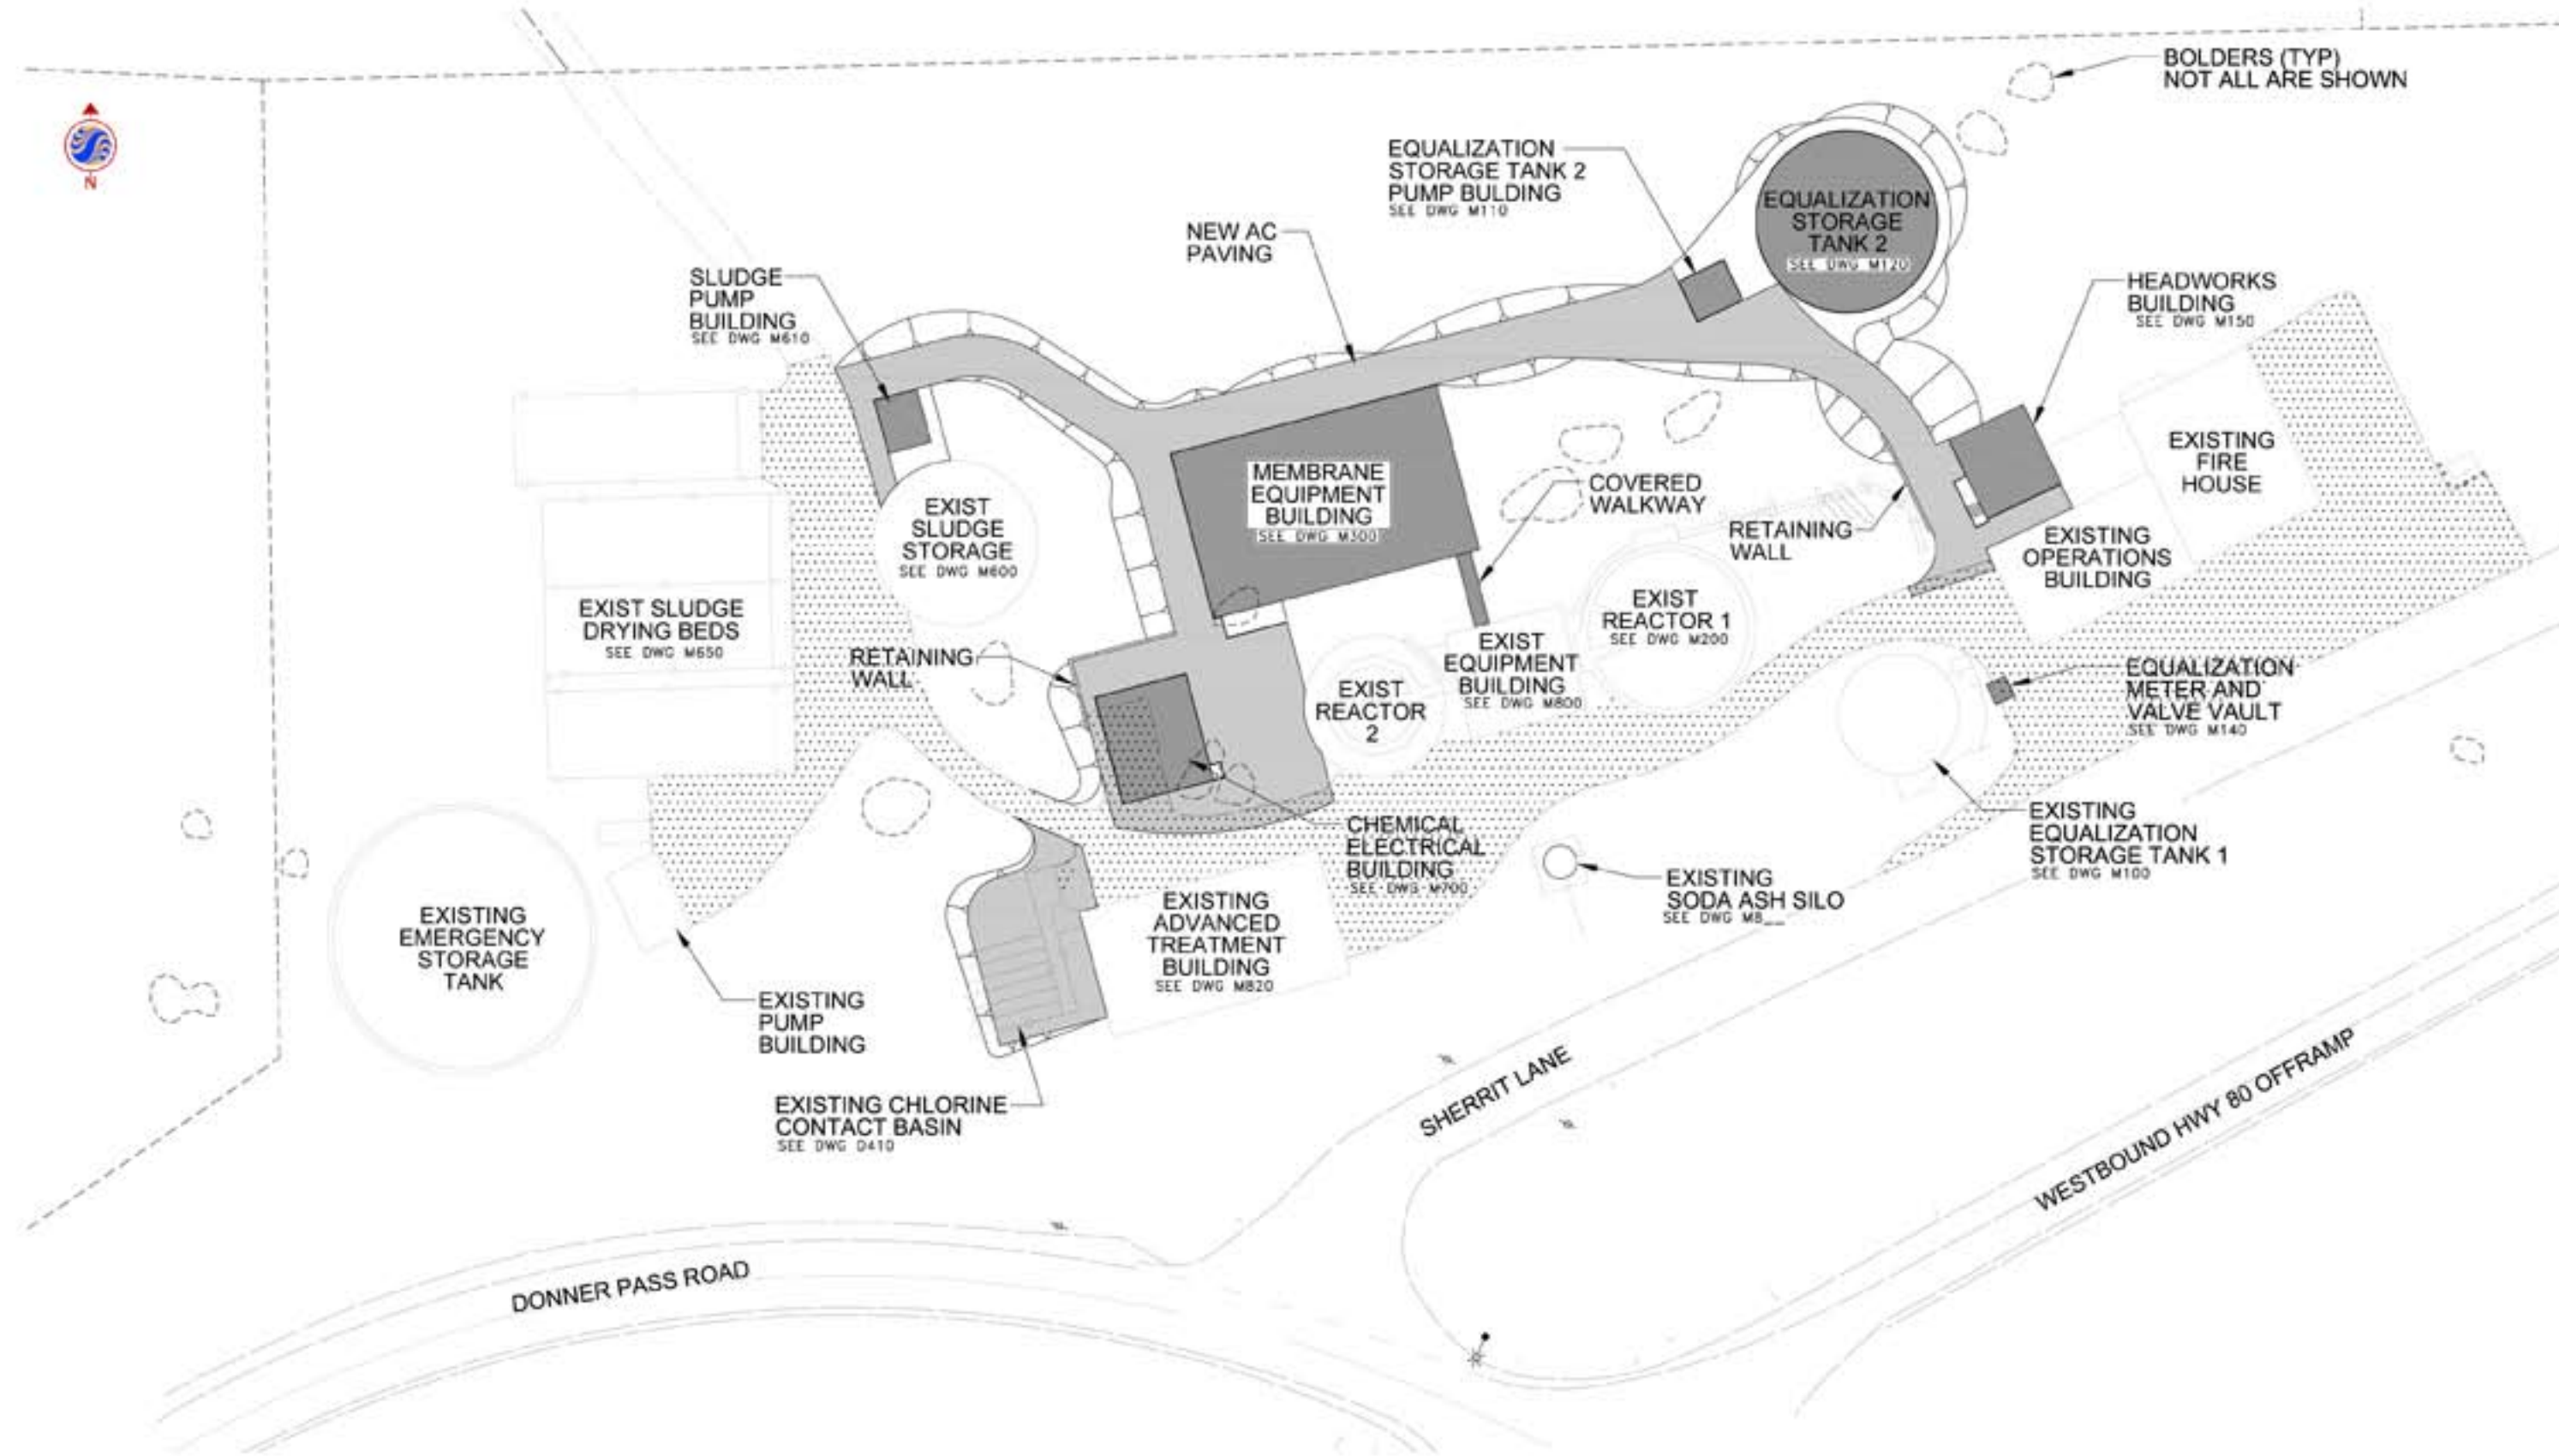 BOLDERS (TYP)
NOT ALL ARE SHOWN
N
EQUALIZATION
STORAGE TANK 2
PUMP BULDING
SEE DWG M110
EQUALIZATION
STORAGE
TANK 2
SEE DWG M120
NEW AC
PAVING
SLUDGE
PUMP
BUILDING
SEE DWG M610
HEADWORKS
BUILDING
SEE DWG M150
EXISTING
FIRE
HOUSE
MEMBRANE
EQUIPMENT
BUILDING
SEE DWG M300
COVERED
WALKWAY
EXIST
SLUDGE
STORAGE
SEE DWG M600
RETAINING
WALL
EXISTING
OPERATIONS
BUILDING
EXIST SLUDGE
DRYING BEDS
SEE DWG M650
EXIST
REACTOR 1
SEE DWG M200
RETAINING
WALL
EXIST
EQUIPMENT
BUILDING
SEE DWG M800
EXIST
REACTOR
2
EQUALIZATION
METER AND
VALVE VAULT
SEE DWG M140
EXISTING
EQUALIZATION
STORAGE TANK 1
SEE DWG M100
CHEMICAL
ELECTRICAL
BUILDING
SEE DWG M700
EXISTING
SODA ASH SILO
SEE DWG M8__
EXISTING
ADVANCED
TREATMENT
BUILDING
SEE DWG M820
EXISTING
EMERGENCY
STORAGE
TANK
EXISTING
PUMP
BUILDING
EXISTING CHLORINE
CONTACT BASIN
SEE DWG D410
SHERRIT LANE
WESTBOUND HWY 80 OFFRAMP
DONNER PASS ROAD